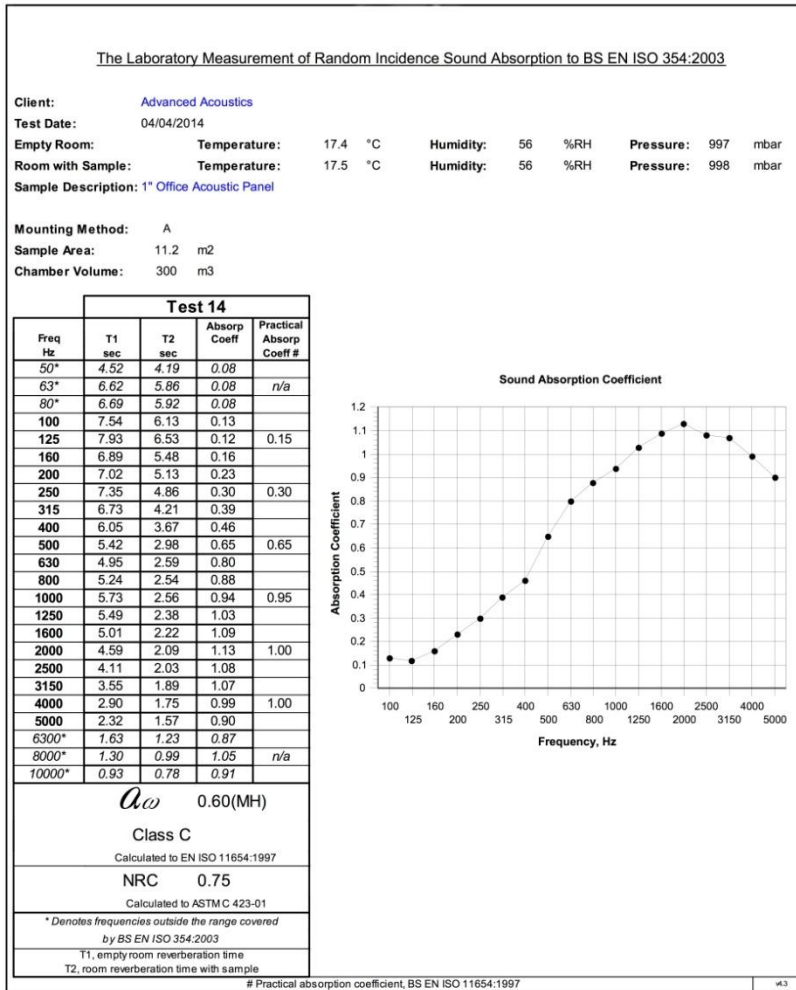 The Laboratory Measurement of Random Incidence Sound Absorption to BS EN ISO 354:2003
Client: Advanced Acoustics
Test Date: 04/04/2014
Empty Room: Temperature: 17.4 °C Humidity: 56 %RH Pressure: 997 mbar
Room with Sample: Temperature: 17.5 °C Humidity: 56 %RH Pressure: 998 mbar
Sample Description: 1" Office Acoustic Panel
Mounting Method: A
Sample Area: 11.2 m2
Chamber Volume: 300 m3
Test 14
Freq Hz T1 sec T2 sec Absorp Coeff Practical Absorp Coeff #
50* 4.52 4.19 0.08
63* 6.62 5.86 0.08 n/a
80* 6.69 5.92 0.08
100 7.54 6.13 0.13
125 7.93 6.53 0.12 0.15
160 6.89 5.48 0.16
200 7.02 5.13 0.23
250 7.35 4.86 0.30 0.30
315 6.73 4.21 0.39
400 6.05 3.67 0.46
500 5.42 2.98 0.65 0.65
630 4.95 2.59 0.80
800 5.24 2.54 0.88
1000 5.73 2.56 0.94 0.95
1250 5.49 2.38 1.03
1600 5.01 2.22 1.09
2000 4.59 2.09 1.13 1.00
2500 4.11 2.03 1.08
3150 3.55 1.89 1.07
4000 2.90 1.75 0.99 1.00
5000 2.32 1.57 0.90
6300* 1.63 1.23 0.87
8000* 1.30 0.99 1.05 n/a
10000* 0.93 0.78 0.91
aω 0.60(MH)
Class C
Calculated to EN ISO 11654:1997
NRC 0.75
Calculated to ASTM C 423-01
* Denotes frequencies outside the range covered
by BS EN ISO 354:2003
T1, empty room reverberation time
T2, room reverberation time with sample
Sound Absorption Coefficient
Absorption Coefficient
1.2
1.1
1
0.9
0.8
0.7
0.6
0.5
0.4
0.3
0.2
0.1
0
100 160 250 400 630 1000 1600 2500 4000
125 200 315 500 800 1250 2000 3150 5000
Frequency, Hz
# Practical absorption coefficient, BS EN ISO 11654:1997
v4.3